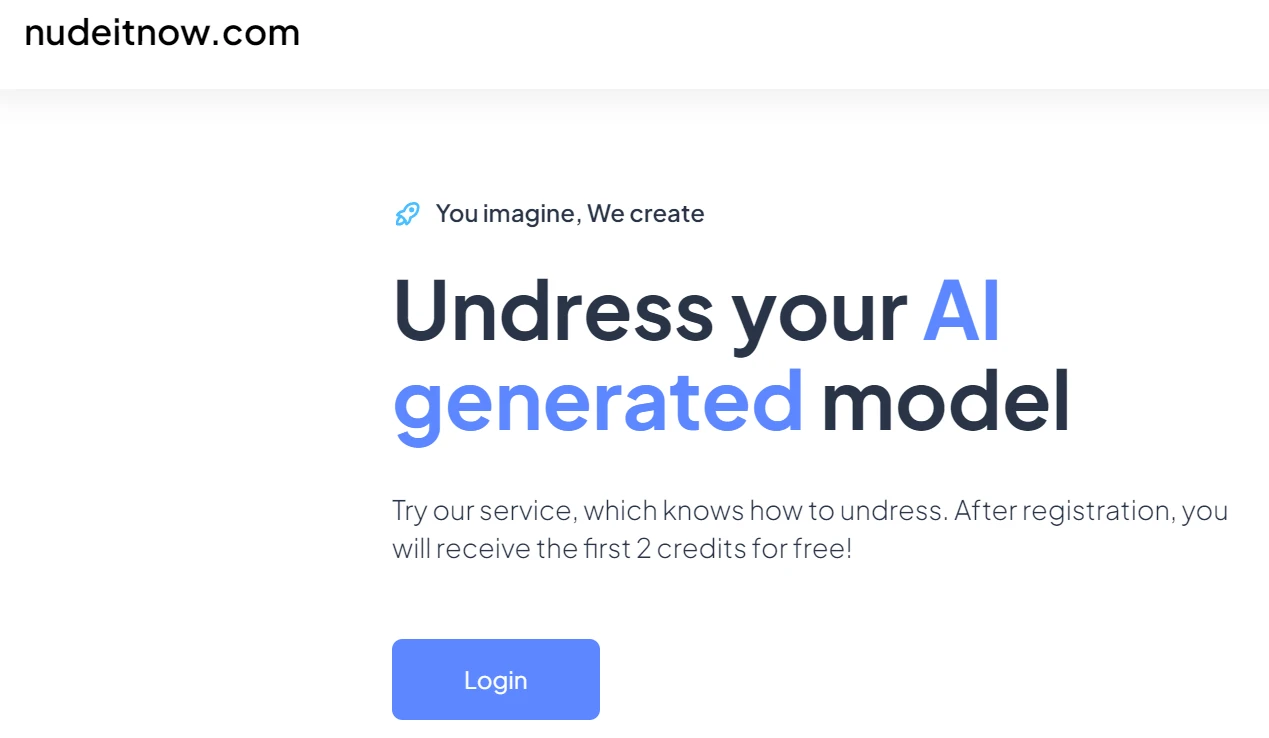 nudeitnow.com
You imagine, We create
Undress your AI
generated model
Try our service, which knows how to undress. After registration, you
will receive the first 2 credits for free!
Login